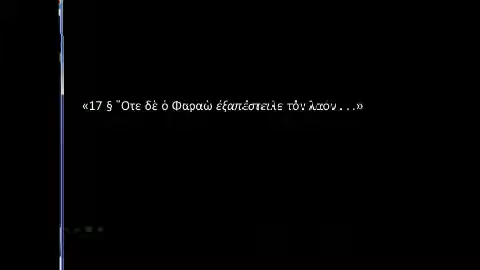 «17 § Ὅτε δὲ ὁ Φαραὼ ἐξαπέστειλε τὸν λαὸν . . .»